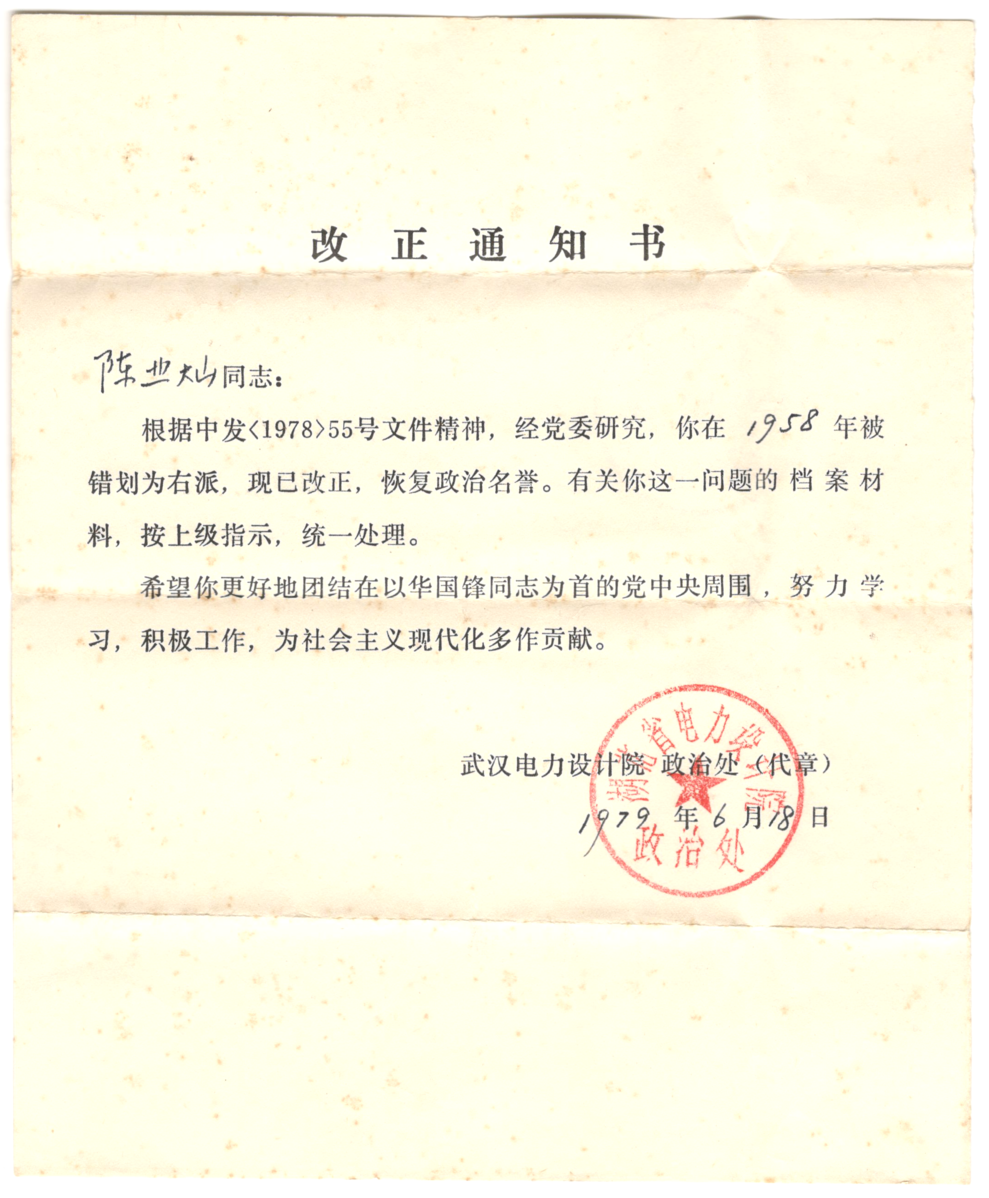 改正通知书
陈业灿同志：
根据中发<1978>55号文件精神，经党委研究，你在 1958 年被
错划为右派，现已改正，恢复政治名誉。有关你这一问题的档案材
料，按上级指示，统一处理。
希望你更好地团结在以华国锋同志为首的党中央周围，努力学
习，积极工作，为社会主义现代化多作贡献。
武汉电力设计院 政治处（代章）
1979 年 6 月 18 日
湖北省电力设计院
政治处